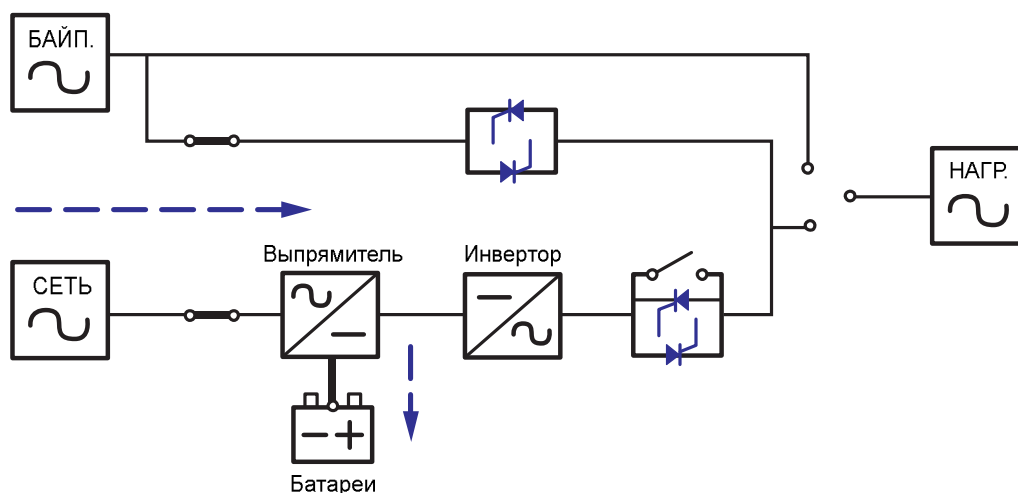 БАЙП.
НАГР.
Выпрямитель
Инвертор
СЕТЬ
Батареи